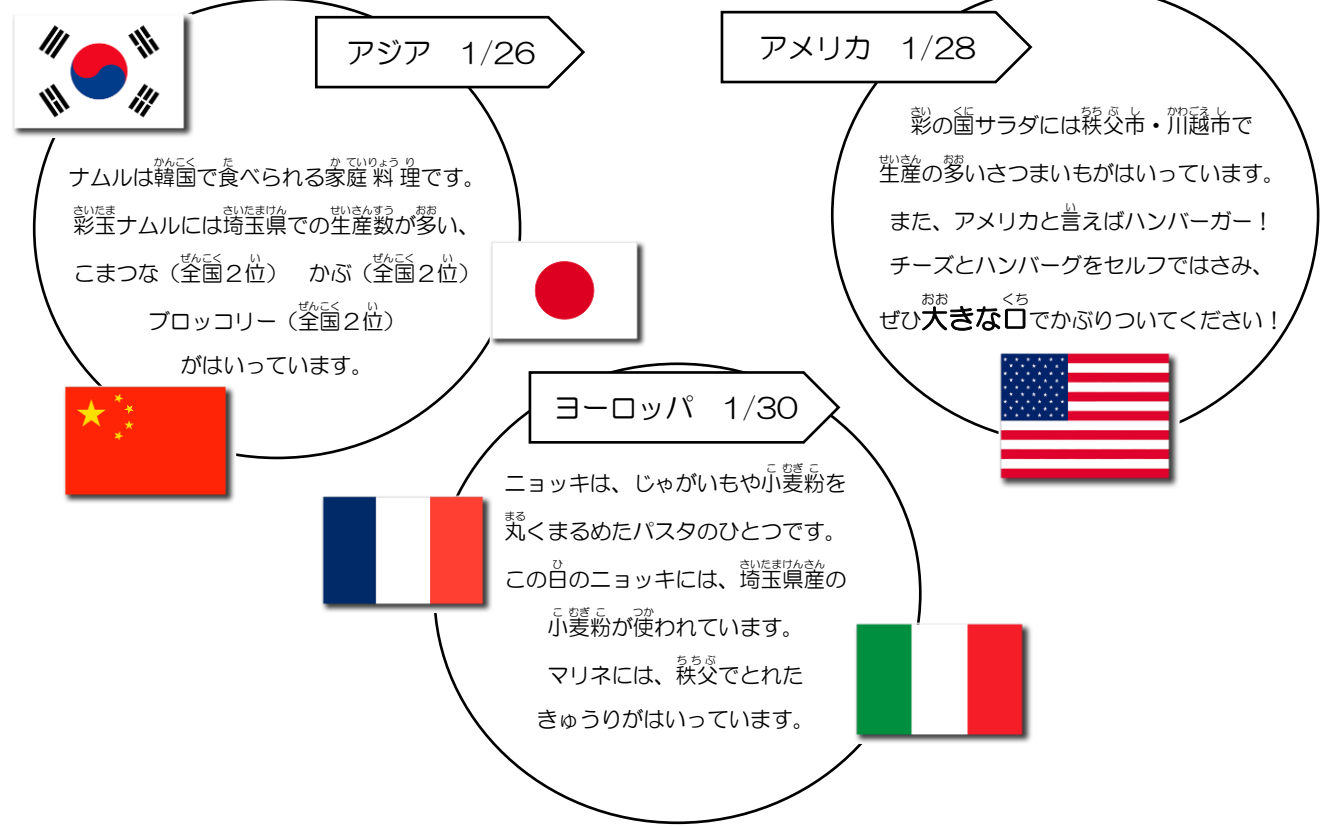 アジア 1/26
ナムルは韓国で食べられる家庭料理です。
彩玉ナムルには埼玉県での生産数が多い、
こまつな（全国２位） かぶ（全国２位）
ブロッコリー（全国２位）
がはいっています。
アメリカ 1/28
彩の国サラダには秩父市・川越市で
生産の多いさつまいもがはいっています。
また、アメリカと言えばハンバーガー！
チーズとハンバーグをセルフではさみ、
ぜひ大きな口でかぶりついてください！
ヨーロッパ 1/30
ニョッキは、じゃがいもや小麦粉を
丸くまるめたパスタのひとつです。
この日のニョッキには、埼玉県産の
小麦粉が使われています。
マリネには、秩父でとれた
きゅうりがはいっています。